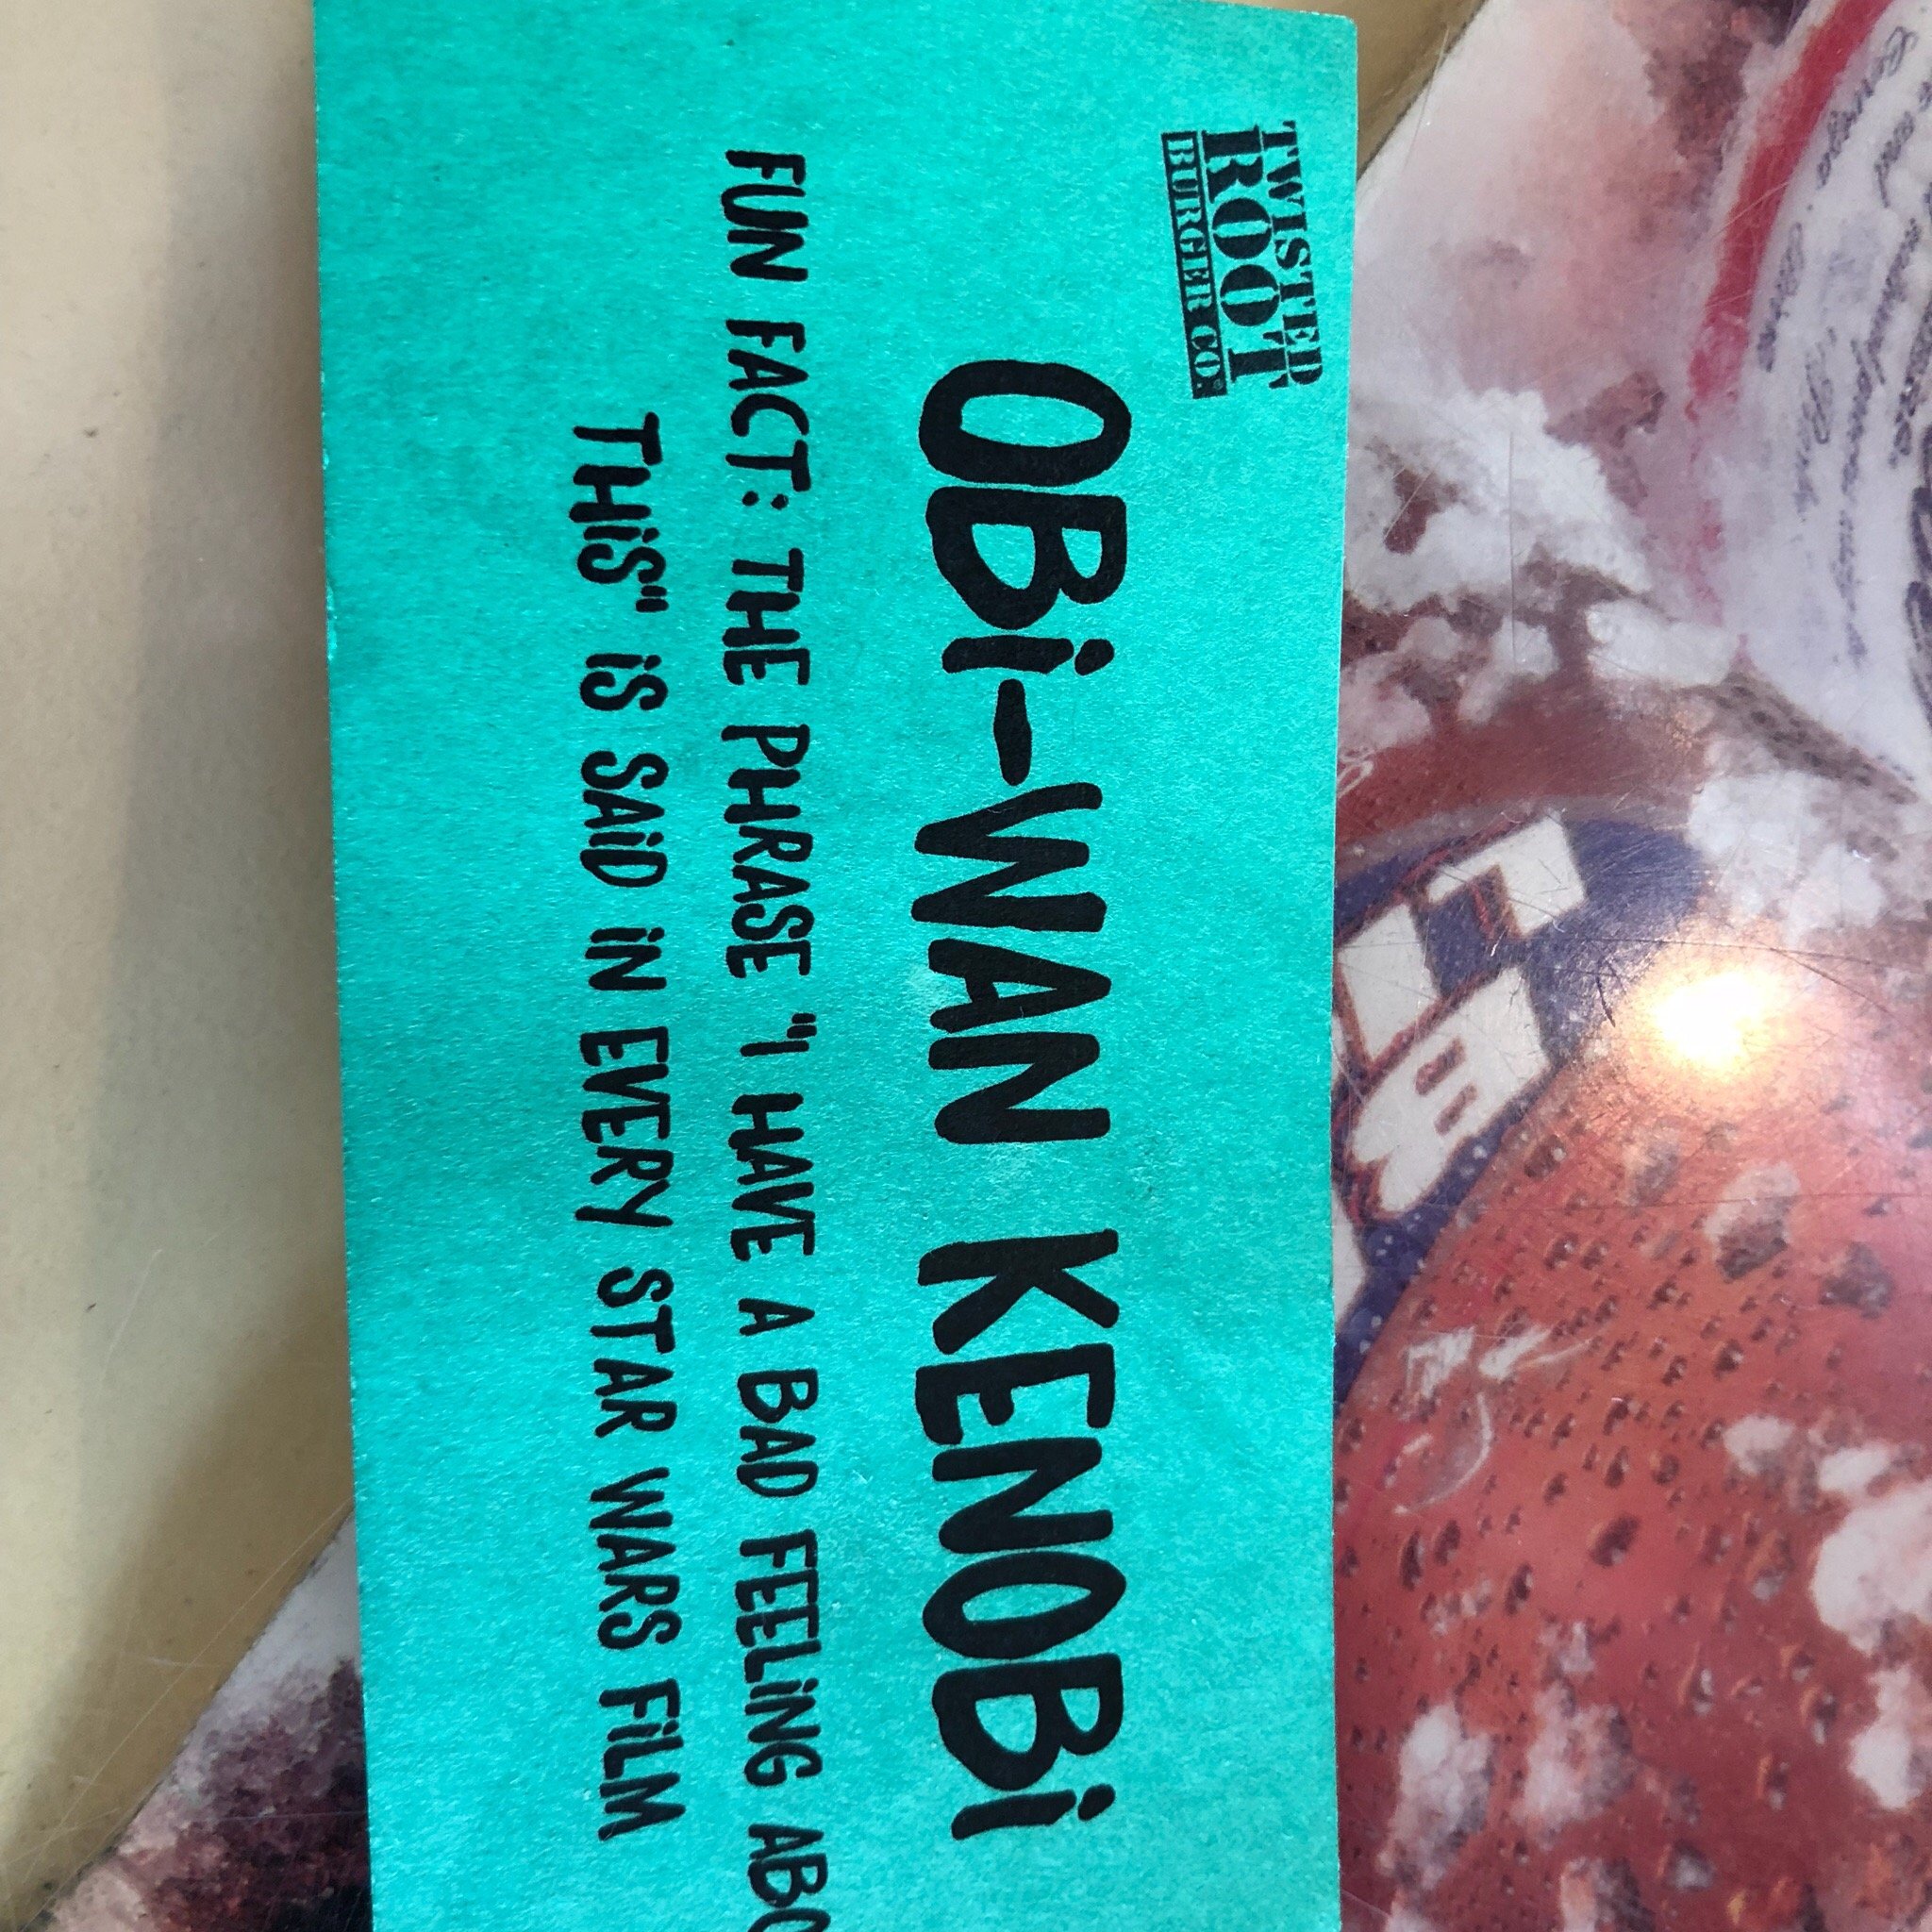 TWISTED
ROOT
BURGER CO.®
OBi-WAN KENOBi
FUN FACT: THE PHRASE "I HAVE A BAD FEELiNG ABO
THiS" iS SAiD iN EVERY STAR WARS FiLM